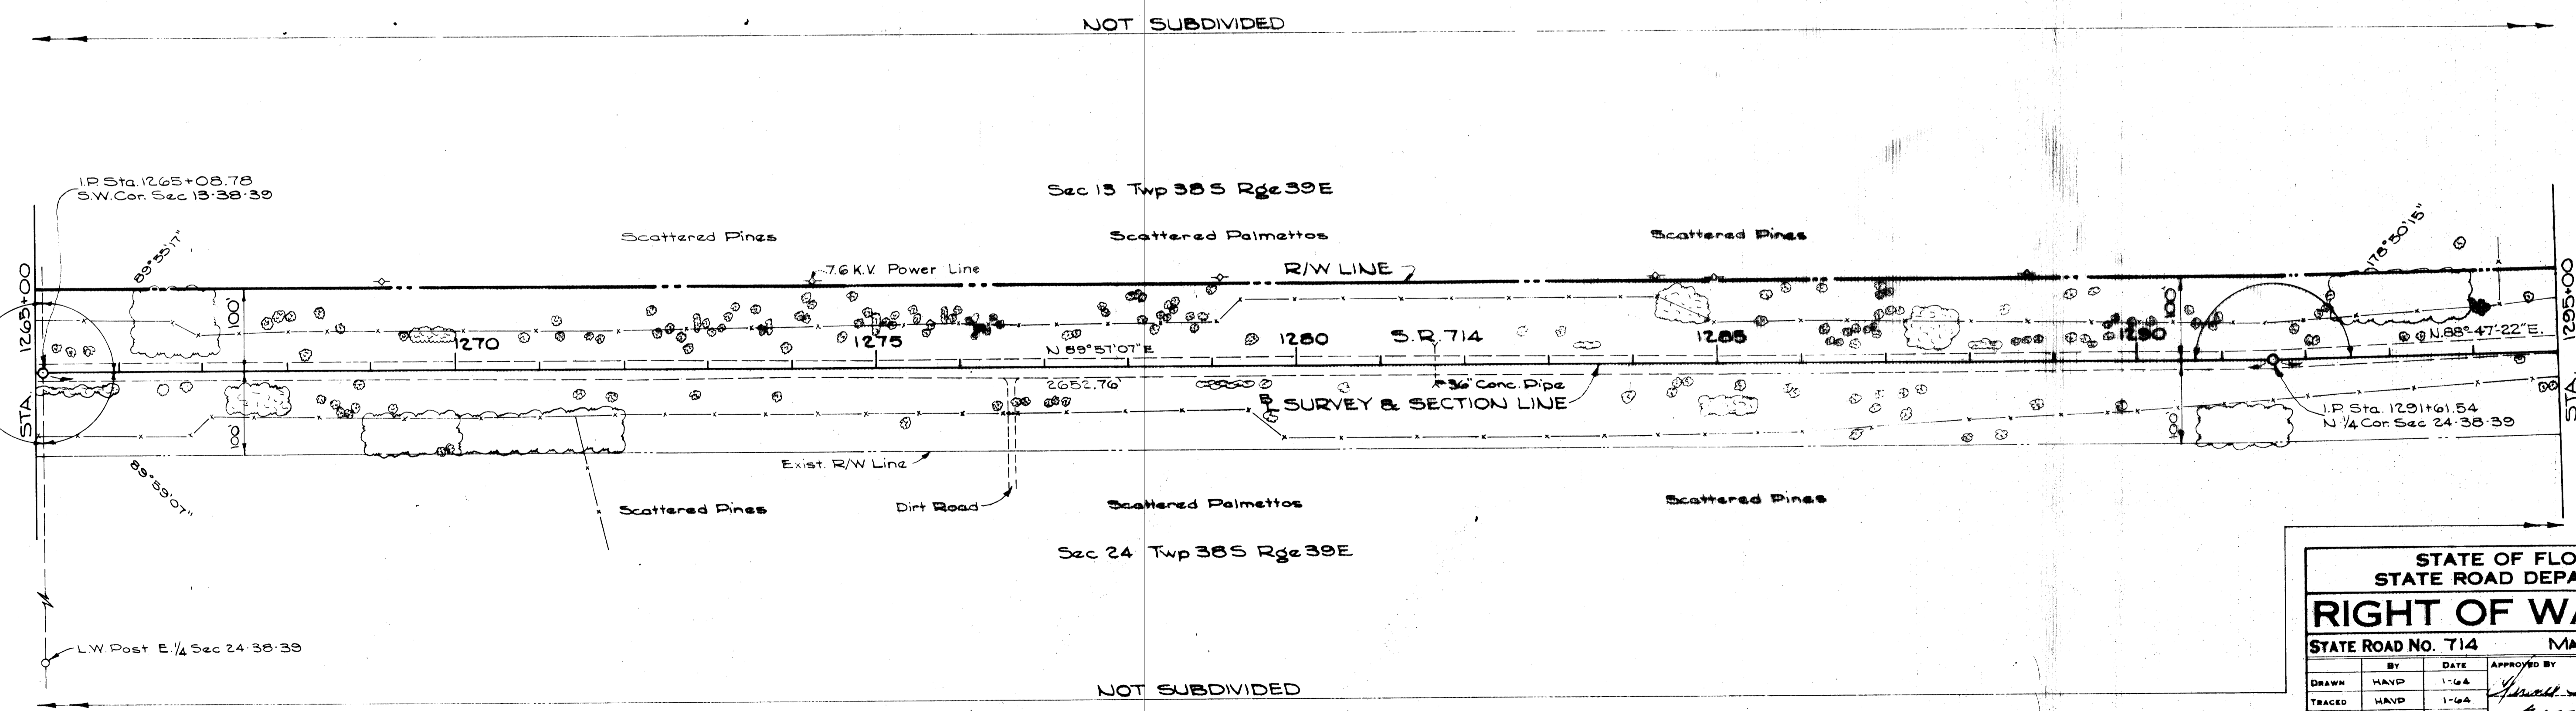 NOT SUBDIVIDED
I.P. Sta. 1265+08.78
S.W. Cor. Sec 13-38-39
Sec 13 Twp 38 S Rge 39 E
Scattered Pines
Scattered Palmettos
Scattered Pines
89°55'17"
178°50'15"
7.6 K.V. Power Line
R/W LINE
STA. 1265+00
STA. 1295+00
100'
100'
1270
1275
1280
S.R. 714
1285
1290
N.88°-47'-22"E.
N 89°57'07"E
2652.76'
36" Conc. Pipe
℄ SURVEY & SECTION LINE
100'
100'
I.P. Sta. 1291+61.54
N 1/4 Cor. Sec 24-38-39
Exist. R/W Line
89°59'07"
Scattered Pines
Dirt Road
Scattered Palmettos
Scattered Pines
Sec 24 Twp 38S Rge 39E
L.W. Post E. 1/4 Sec 24-38-39
NOT SUBDIVIDED
STATE OF FLO
STATE ROAD DEPA
RIGHT OF WA
STATE ROAD NO. 714 MA
BY DATE APPROVED BY
DRAWN HAVP 1-64
TRACED HAVP 1-64